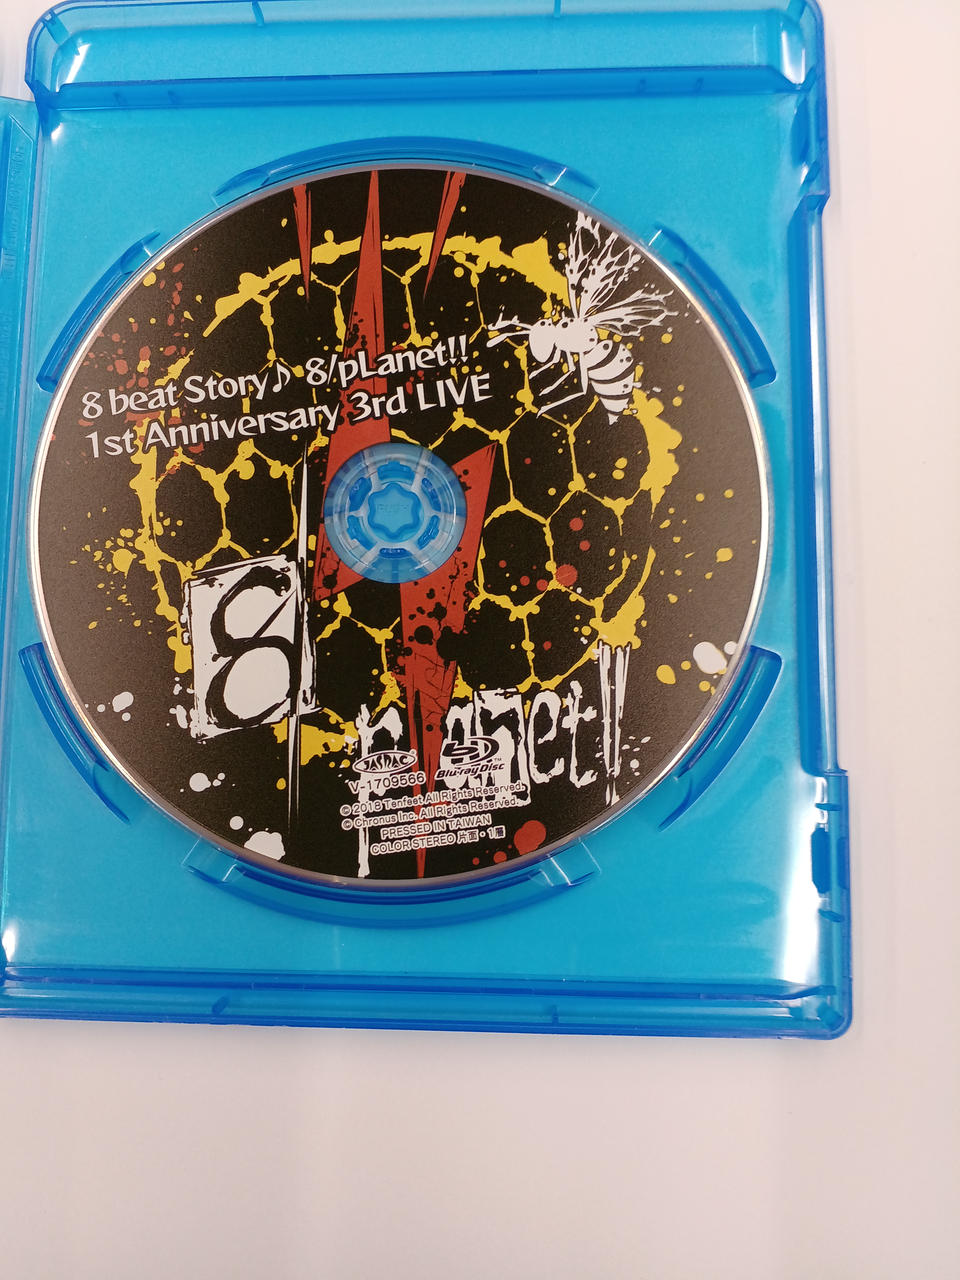 8 beat Story♪ 8/pLanet!!
1st Anniversary 3rd LIVE
8
planet!!
JASRAC
Blu-ray Disc™
V-1709566
© 2018 Tenfeet All Rights Reserved.
© Chronus Inc. All Rights Reserved.
PRESSED IN TAIWAN
COLOR STEREO 片面・1層